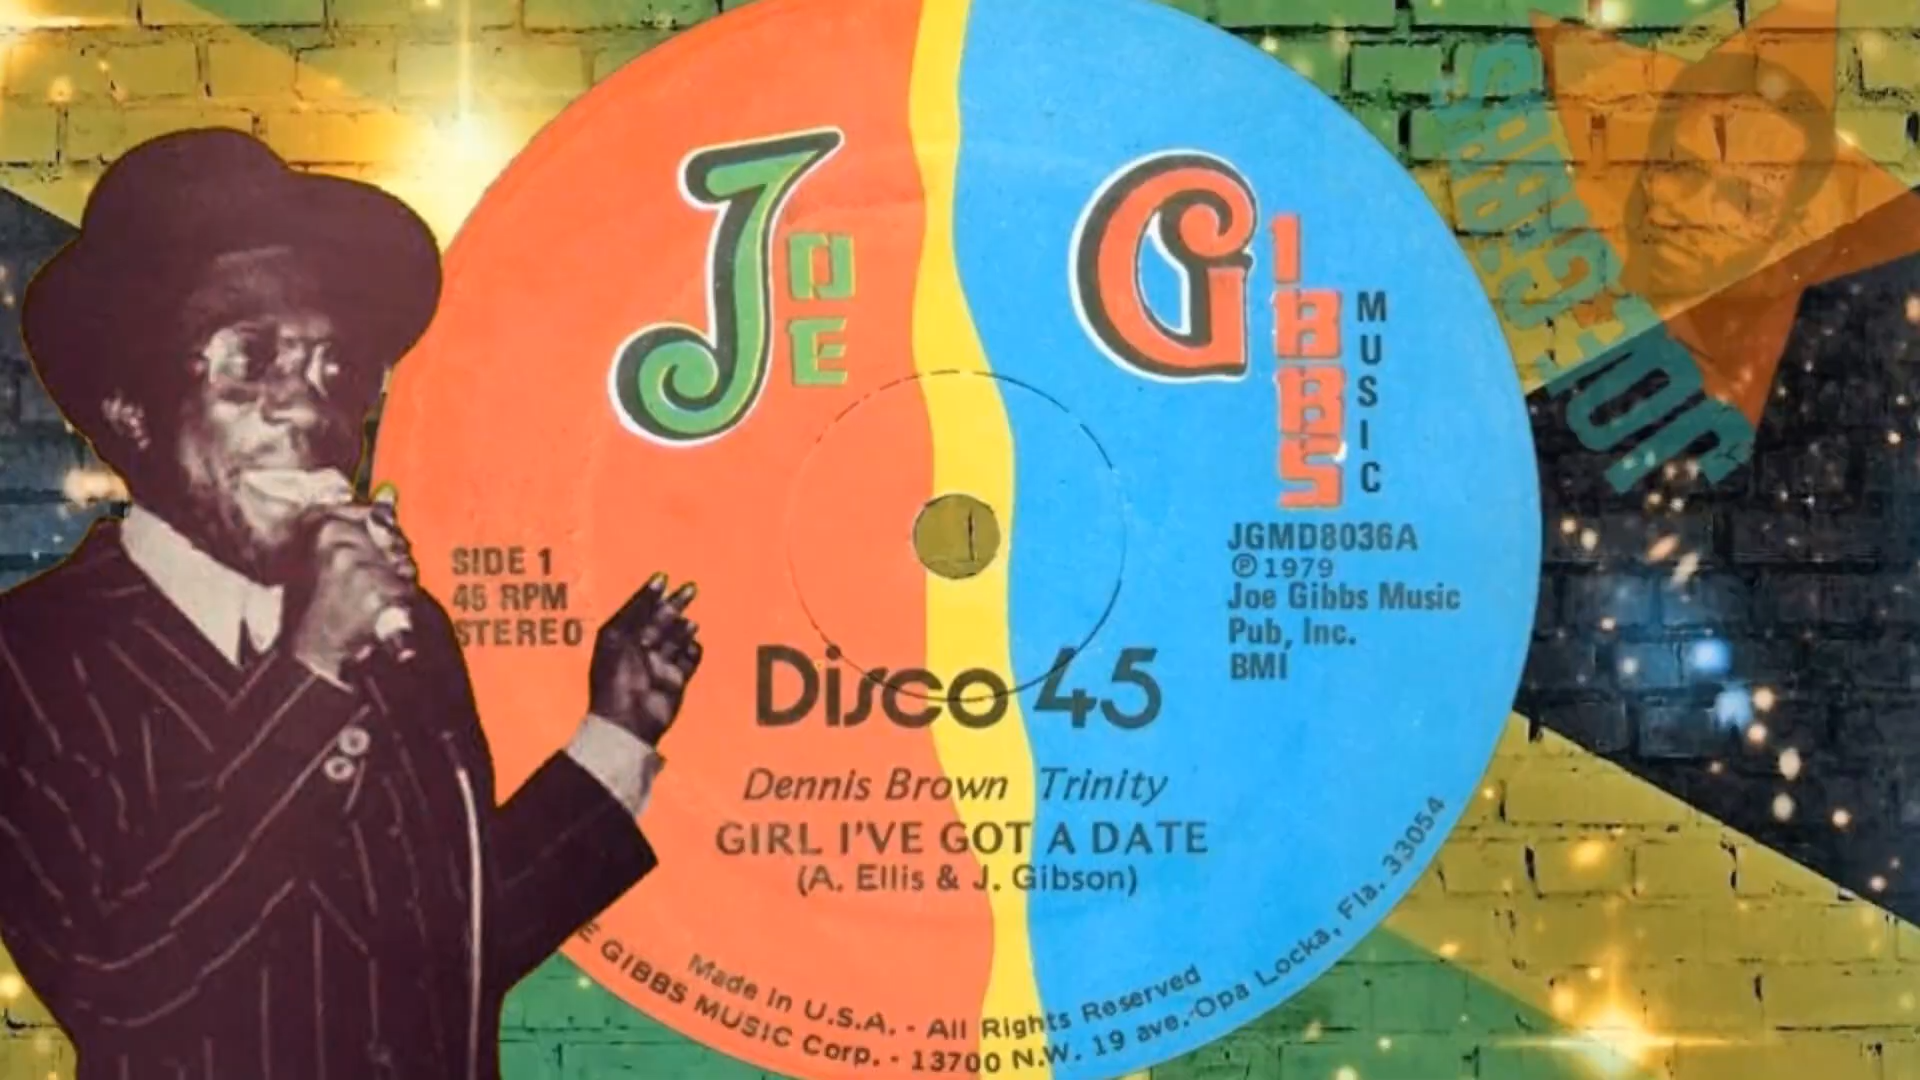 JOE
GIBBS
MUSIC
SIDE 1
45 RPM
STEREO
JGMD8036A
Ⓟ 1979
Joe Gibbs Music
Pub, Inc.
BMI
Disco 45
Dennis Brown Trinity
GIRL I'VE GOT A DATE
(A. Ellis & J. Gibson)
Made In U.S.A. - All Rights Reserved
E GIBBS MUSIC Corp. - 13700 N.W. 19 ave.-Opa Locka, Fla. 33054